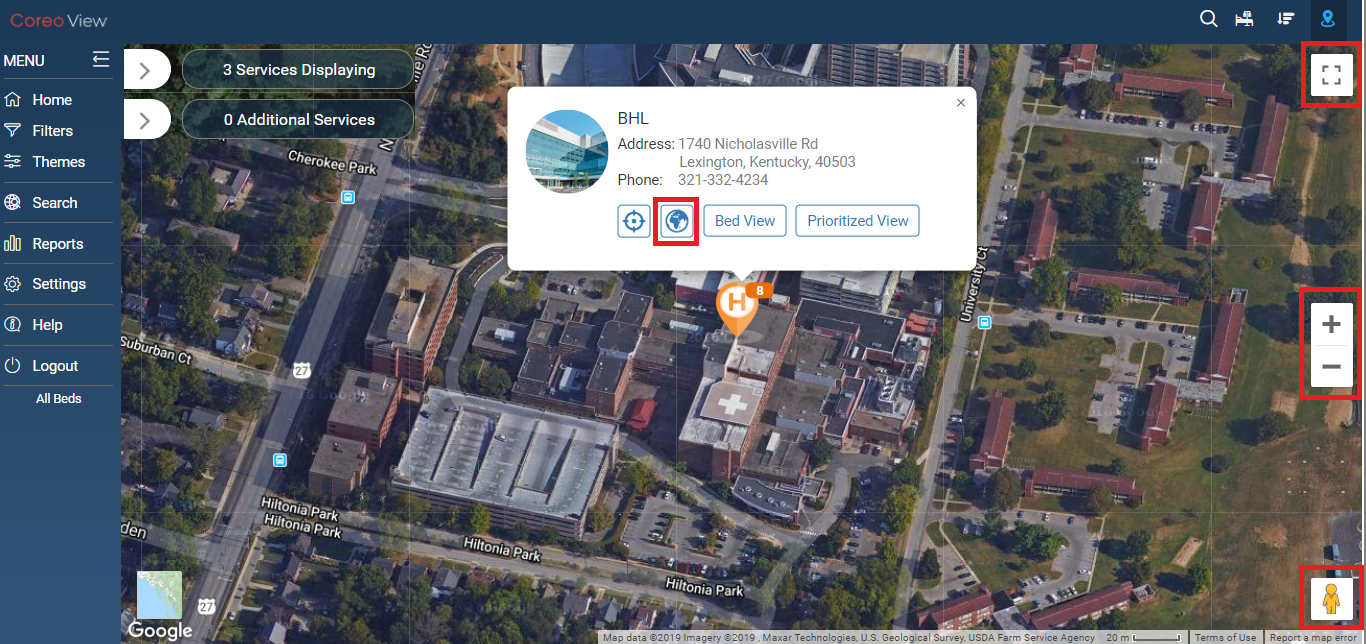 Coreo View
MENU
Home
Filters
Themes
Search
Reports
Settings
Help
Logout
All Beds
3 Services Displaying
0 Additional Services
BHL
Address: 1740 Nicholasville Rd
Lexington, Kentucky, 40503
Phone: 321-332-4234
Bed View
Prioritized View
H
8
Cherokee Park
University Ct
Suburban Ct
27
Hiltonia Park
Hiltonia Park
Hiltonia Park
Hiltonia Park
den
27
Google
Map data ©2019 Imagery ©2019 , Maxar Technologies, U.S. Geological Survey, USDA Farm Service Agency
20 m
Terms of Use
Report a map error